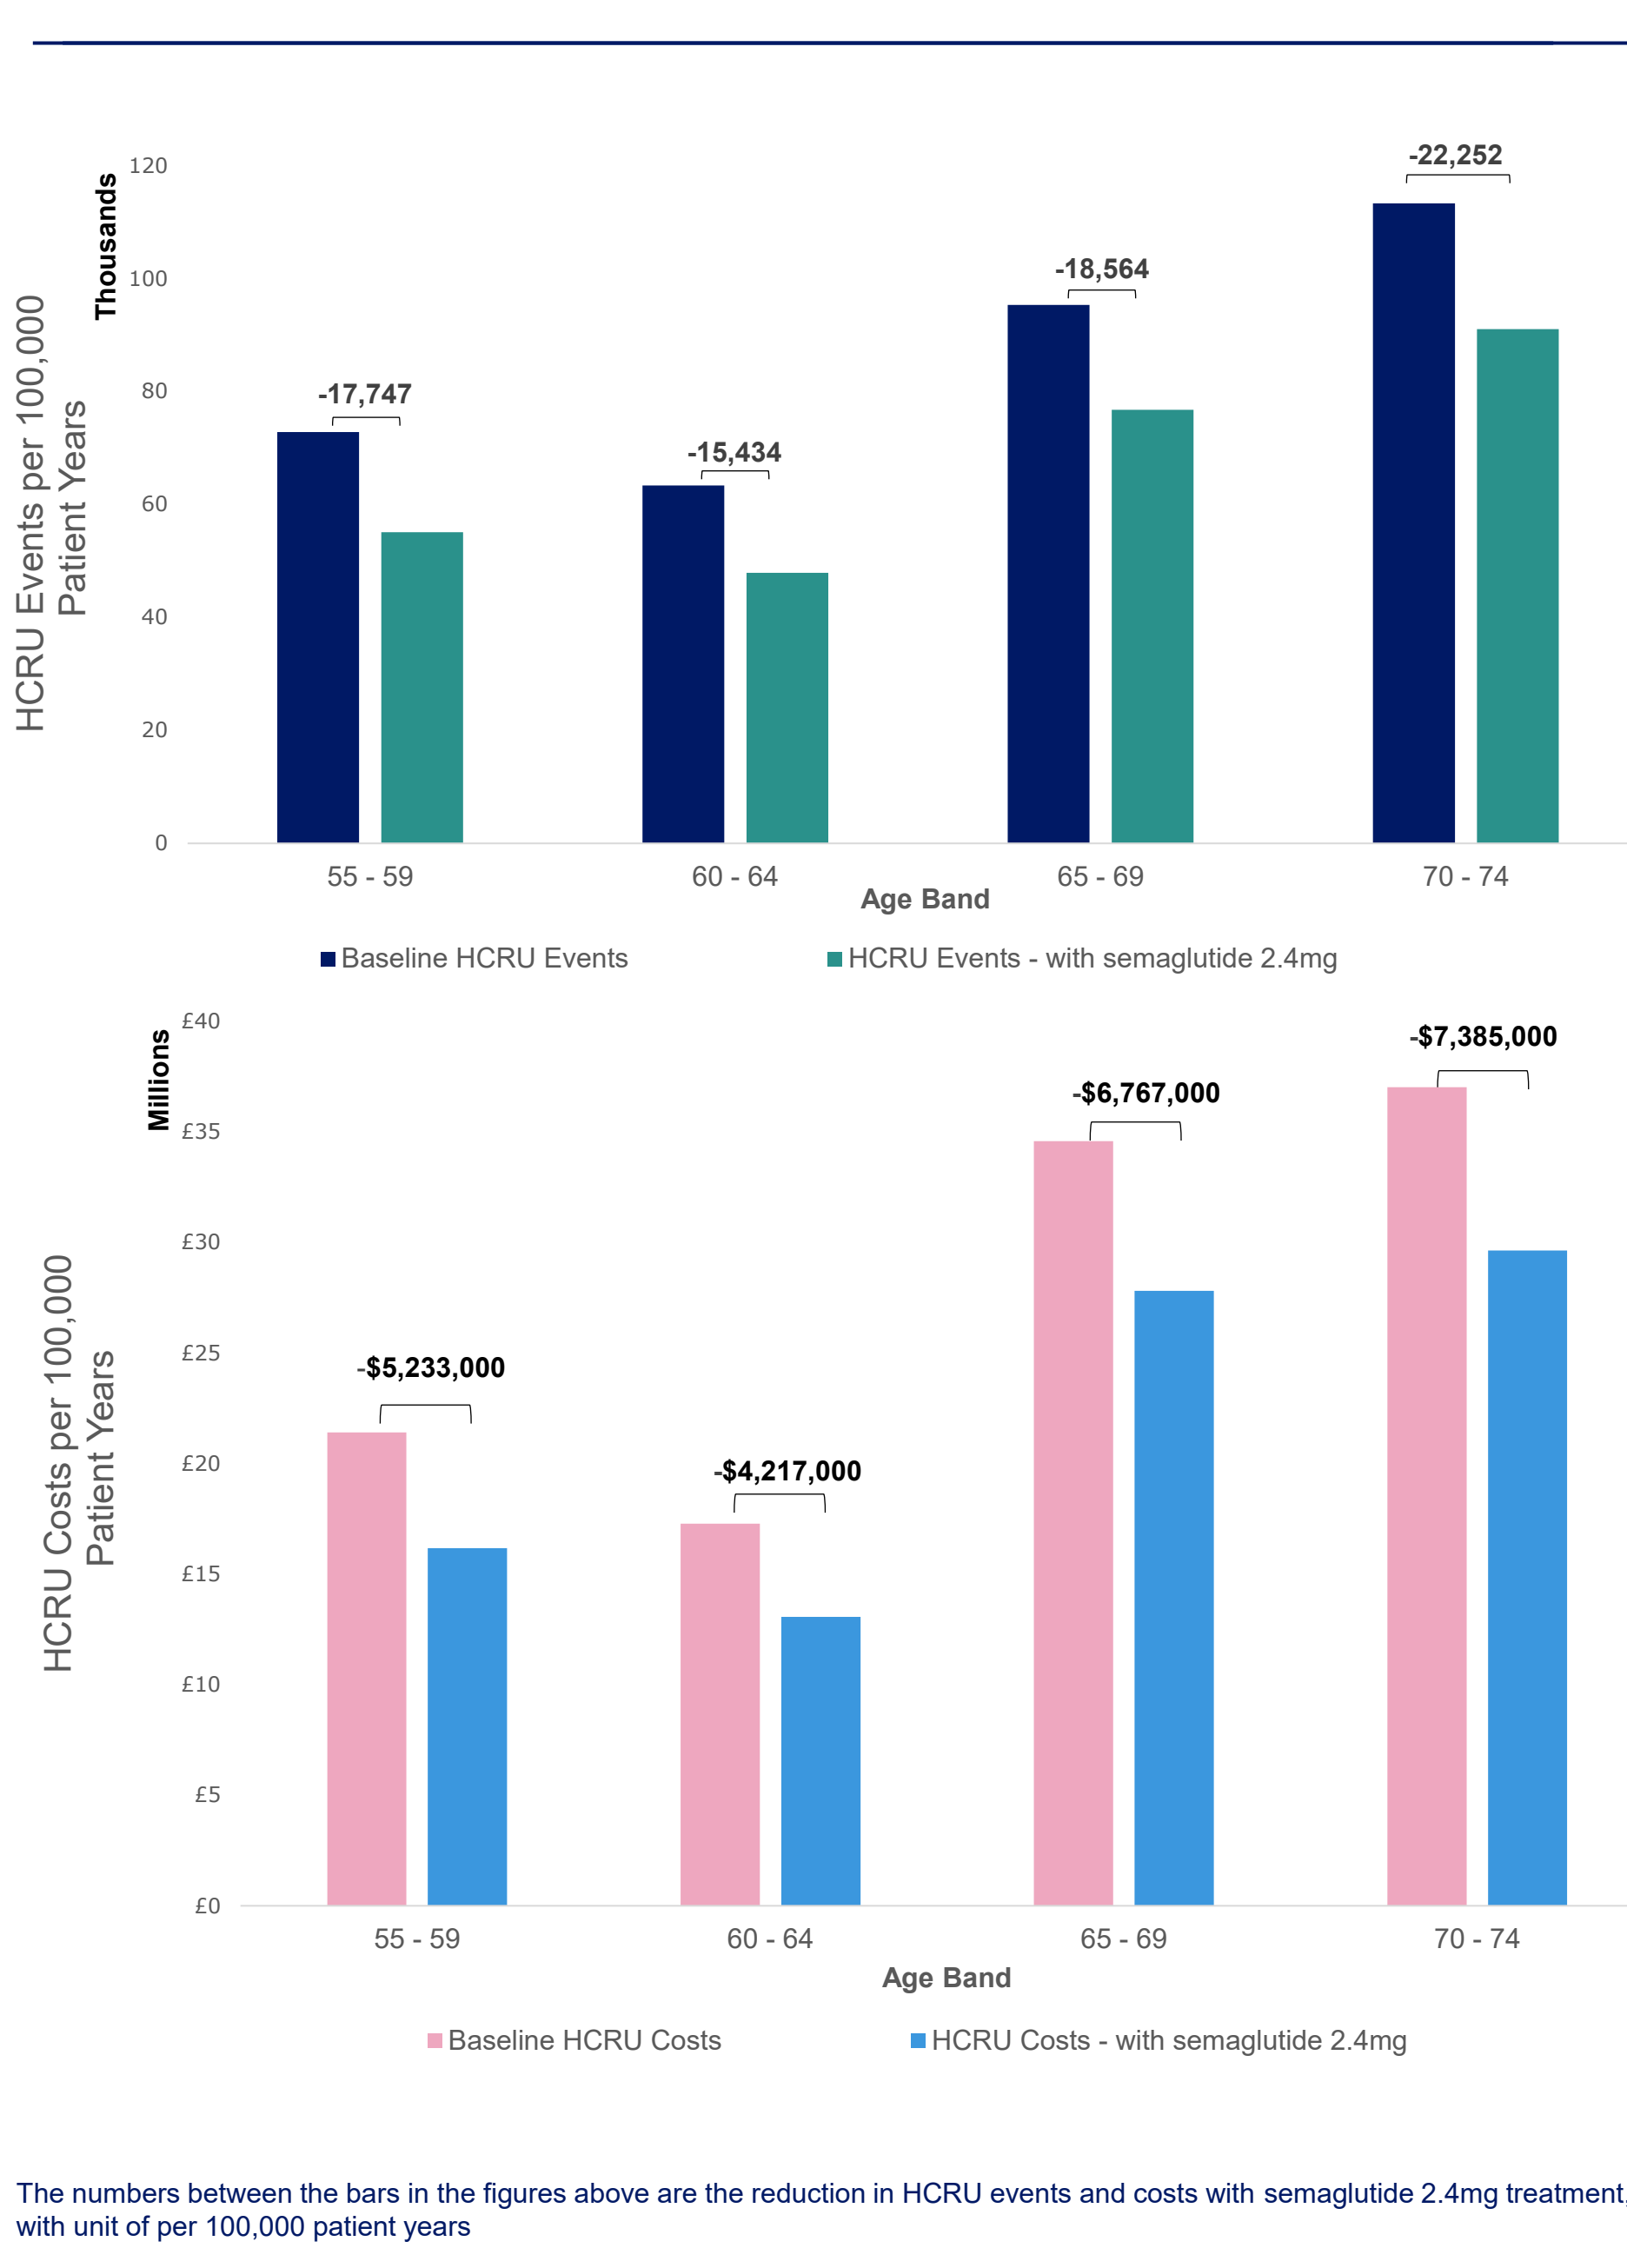 HCRU Events per 100,000
Patient Years
Thousands
120
100
80
60
40
20
0
-17,747
-15,434
-18,564
-22,252
55 - 59
60 - 64
65 - 69
70 - 74
Age Band
Baseline HCRU Events
HCRU Events - with semaglutide 2.4mg
HCRU Costs per 100,000
Patient Years
Millions
£40
£35
£30
£25
£20
£15
£10
£5
£0
-$5,233,000
-$4,217,000
-$6,767,000
-$7,385,000
55 - 59
60 - 64
65 - 69
70 - 74
Age Band
Baseline HCRU Costs
HCRU Costs - with semaglutide 2.4mg
The numbers between the bars in the figures above are the reduction in HCRU events and costs with semaglutide 2.4mg treatment,
with unit of per 100,000 patient years